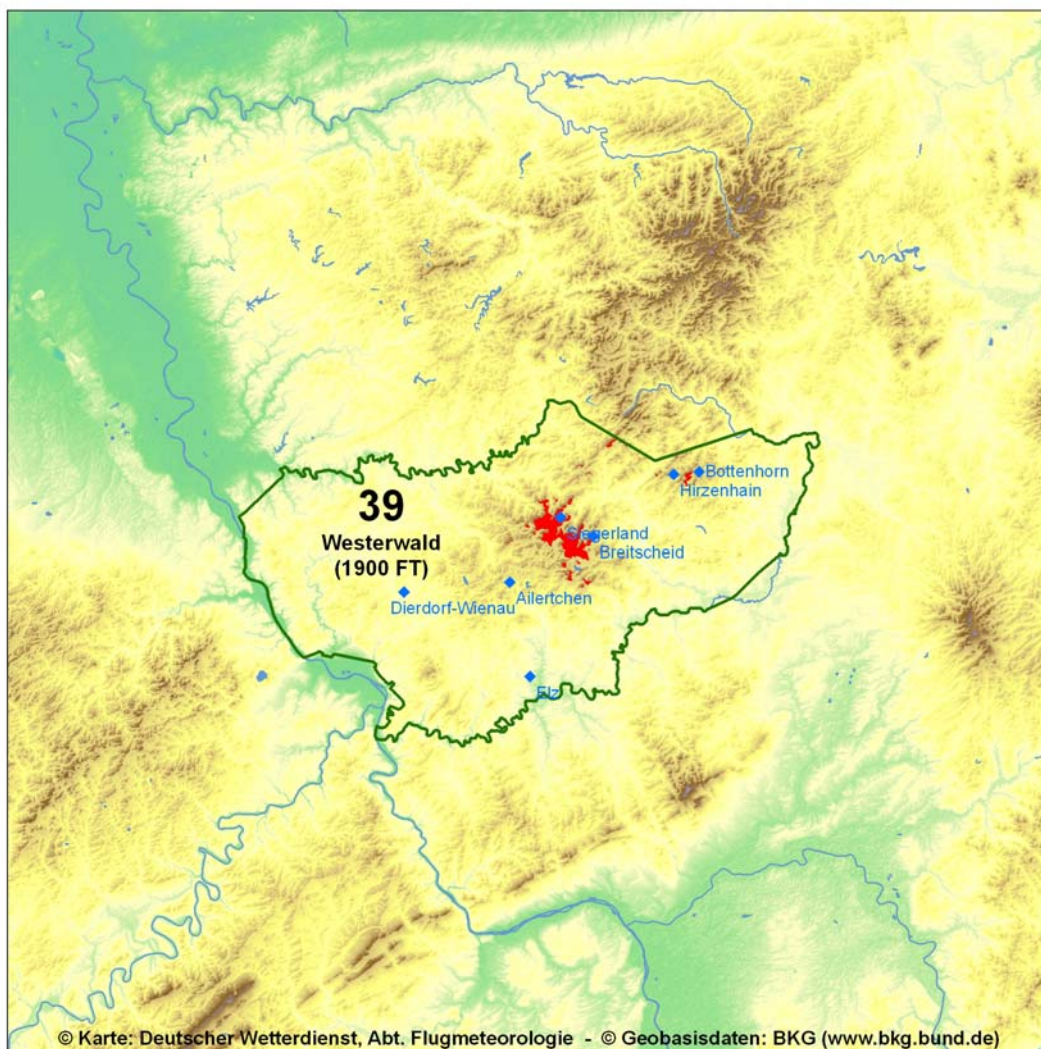 39
Westerwald
(1900 FT)
Bottenhorn
Hirzenhain
Siegerland
Breitscheid
Ailertchen
Dierdorf-Wienau
Elz
© Karte: Deutscher Wetterdienst, Abt. Flugmeteorologie - © Geobasisdaten: BKG (www.bkg.bund.de)